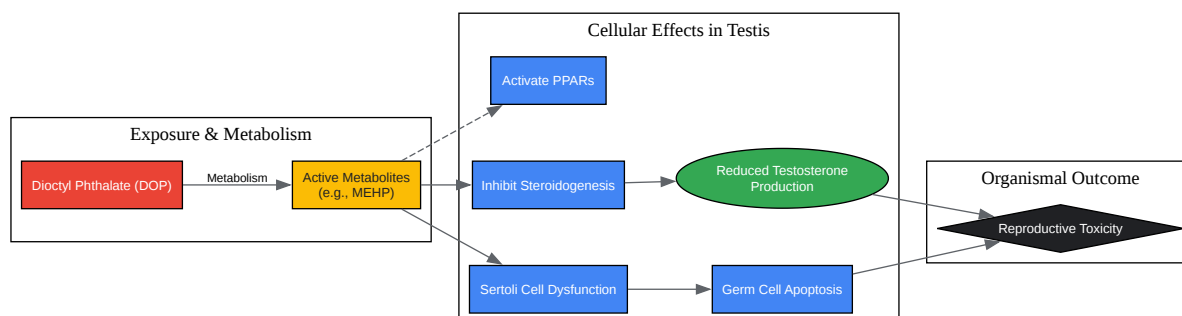 Cellular Effects in Testis
Activate PPARs
Exposure & Metabolism
Dioctyl Phthalate (DOP)
Metabolism
Active Metabolites
(e.g., MEHP)
Inhibit Steroidogenesis
Reduced Testosterone
Production
Organismal Outcome
Reproductive Toxicity
Sertoli Cell Dysfunction
Germ Cell Apoptosis